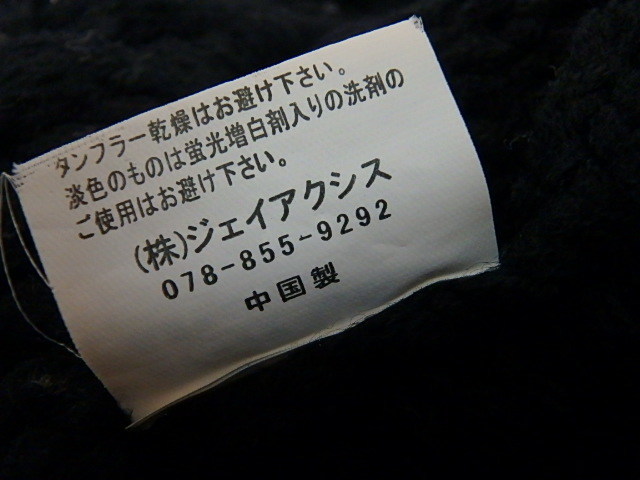 タンブラー乾燥はお避け下さい。
淡色のものは蛍光増白剤入りの洗剤の
ご使用はお避け下さい。
(株)ジェイアクシス
078-855-9292
中国製